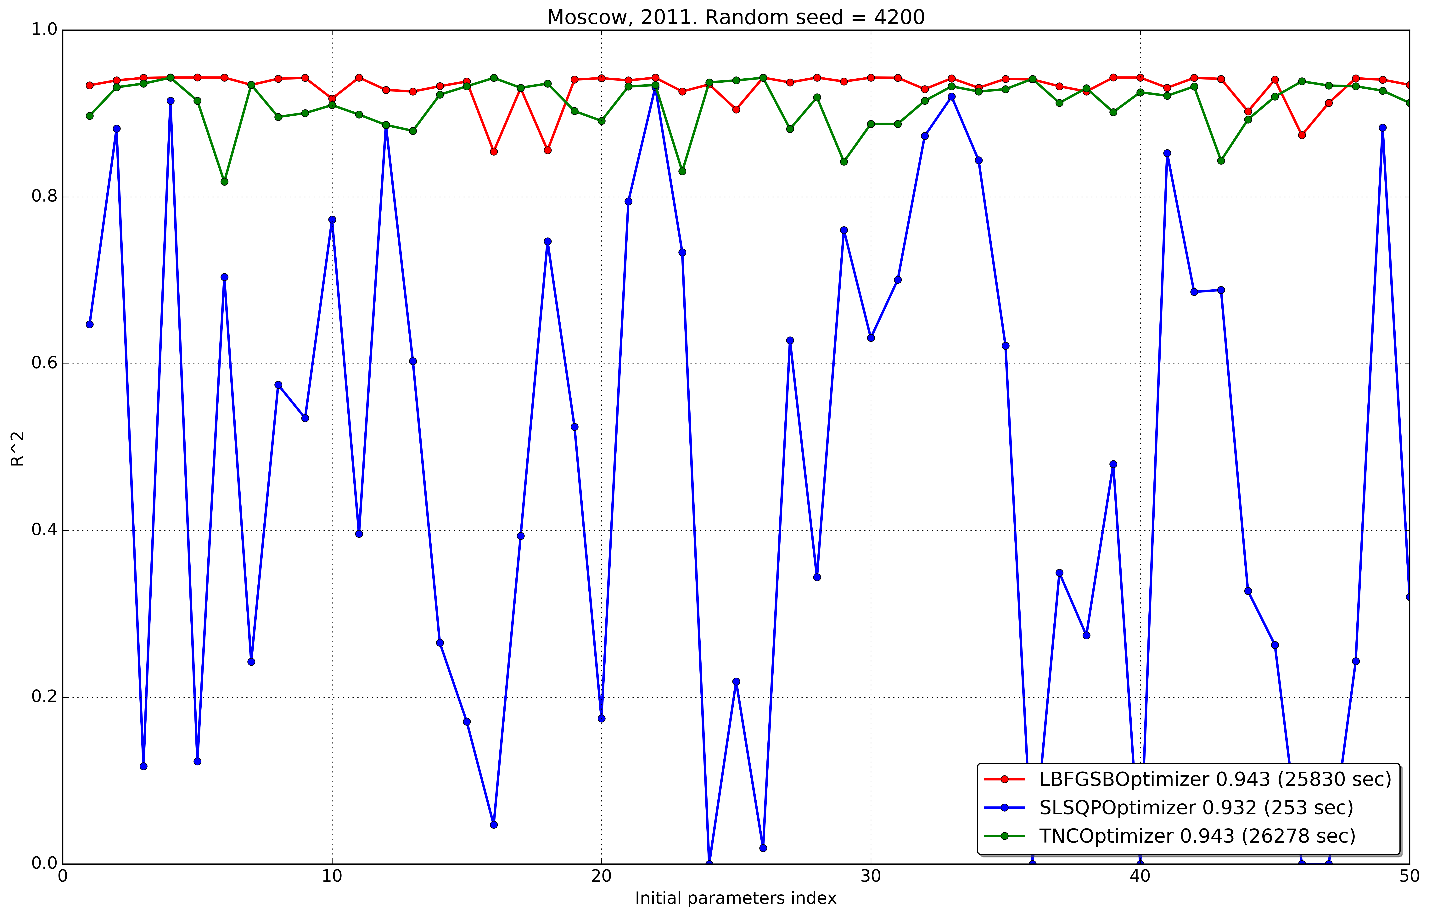 Moscow, 2011. Random seed = 4200
1.0
0.8
0.6
0.4
0.2
0.0
R^2
0 10 20 30 40 50
Initial parameters index
LBFGSBOptimizer 0.943 (25830 sec)
SLSQPOptimizer 0.932 (253 sec)
TNCOptimizer 0.943 (26278 sec)